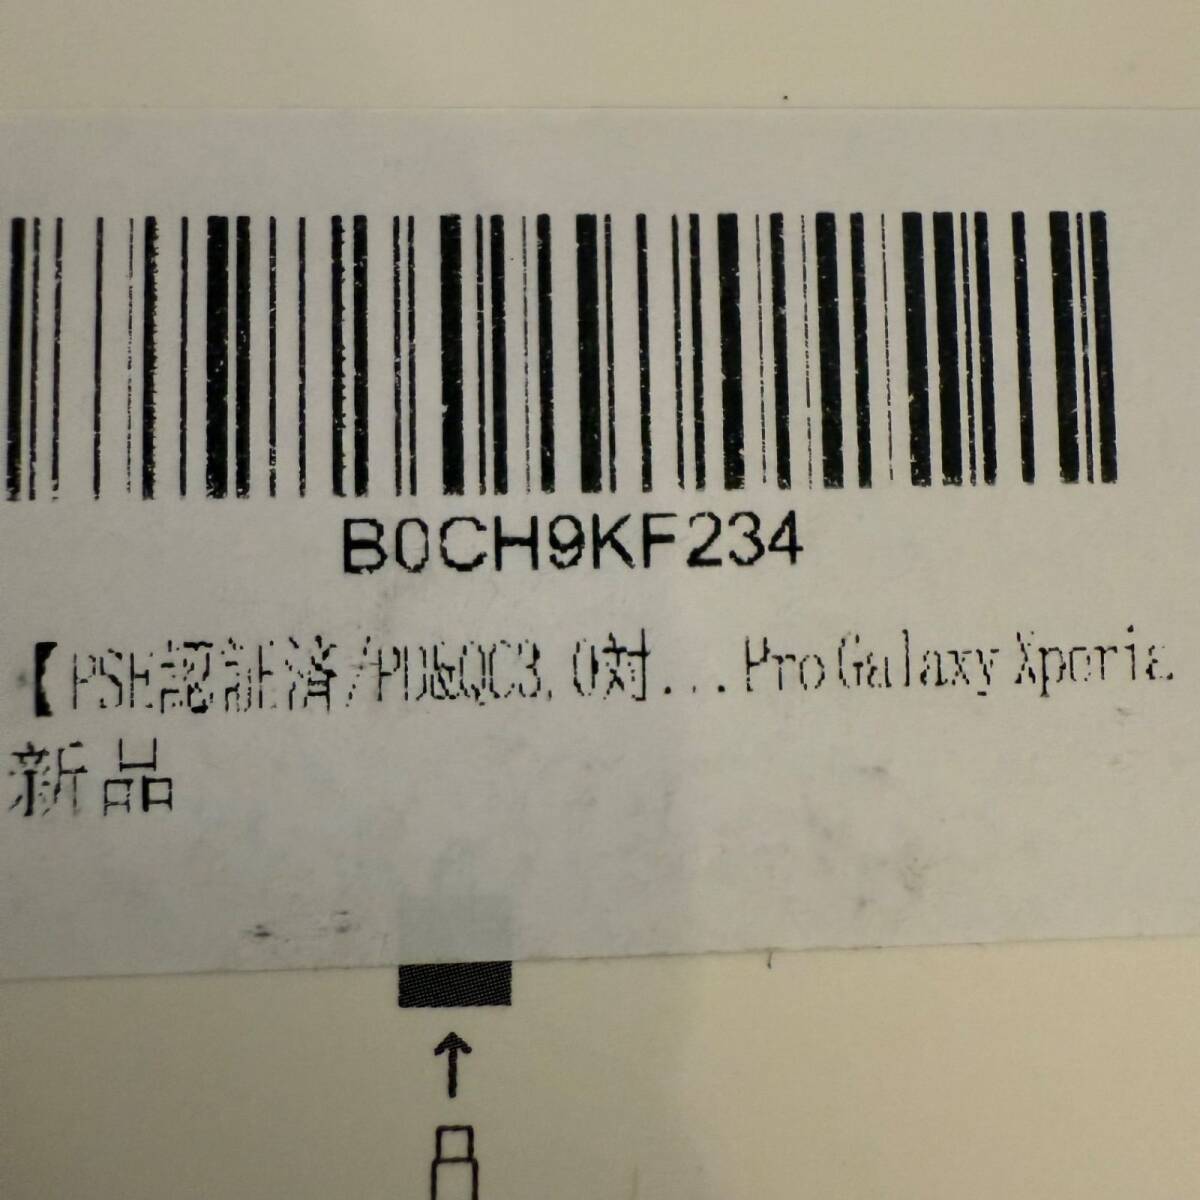 B0CH9KF234
【PSE認証済/PD&QC3.0対...Pro Galaxy Xperia
新品